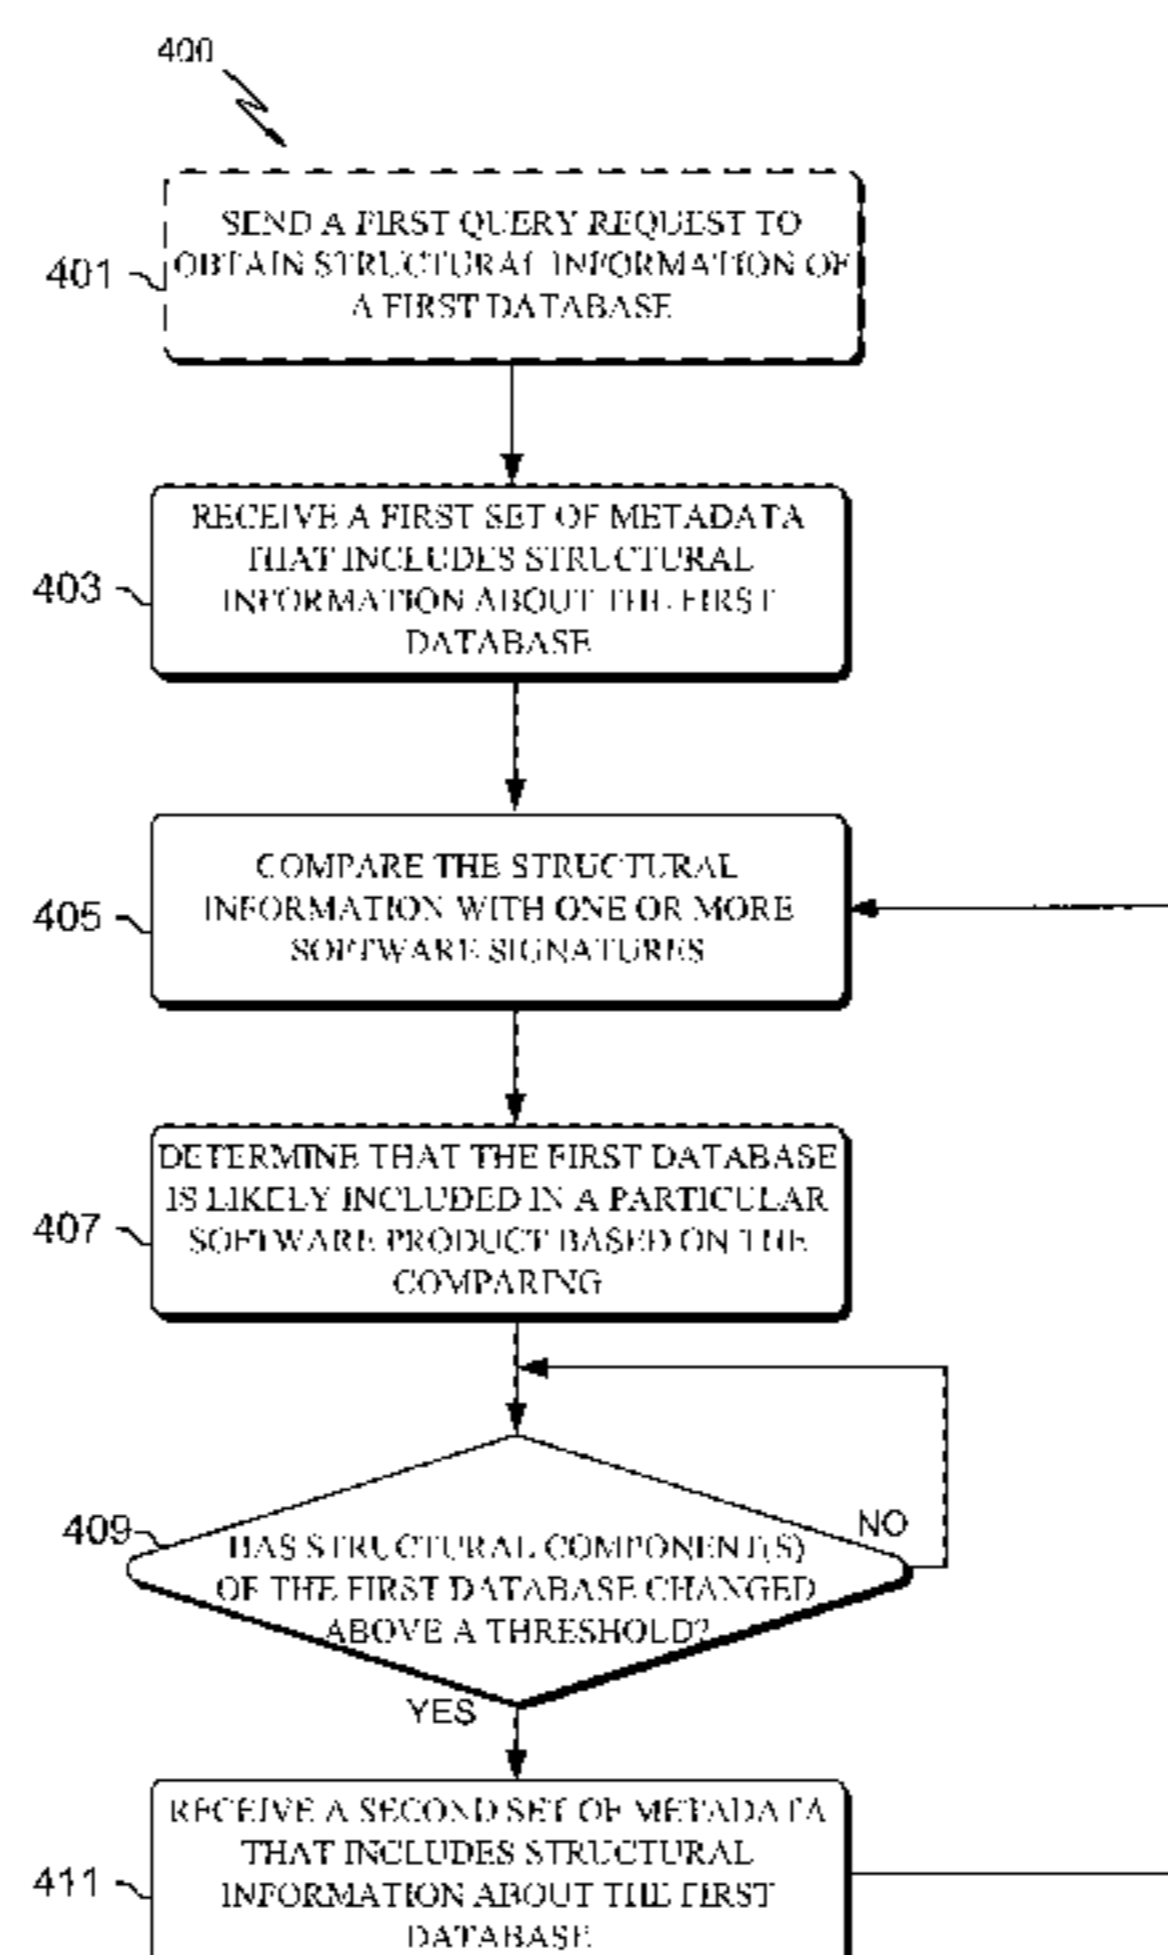 400
401
SEND A FIRST QUERY REQUEST TO
OBTAIN STRUCTURAL INFORMATION OF
A FIRST DATABASE
403
RECEIVE A FIRST SET OF METADATA
THAT INCLUDES STRUCTURAL
INFORMATION ABOUT THE FIRST
DATABASE
405
COMPARE THE STRUCTURAL
INFORMATION WITH ONE OR MORE
SOFTWARE SIGNATURES
407
DETERMINE THAT THE FIRST DATABASE
IS LIKELY INCLUDED IN A PARTICULAR
SOFTWARE PRODUCT BASED ON THE
COMPARING
409
HAS STRUCTURAL COMPONENT(S)
OF THE FIRST DATABASE CHANGED
ABOVE A THRESHOLD?
NO
YES
411
RECEIVE A SECOND SET OF METADATA
THAT INCLUDES STRUCTURAL
INFORMATION ABOUT THE FIRST
DATABASE